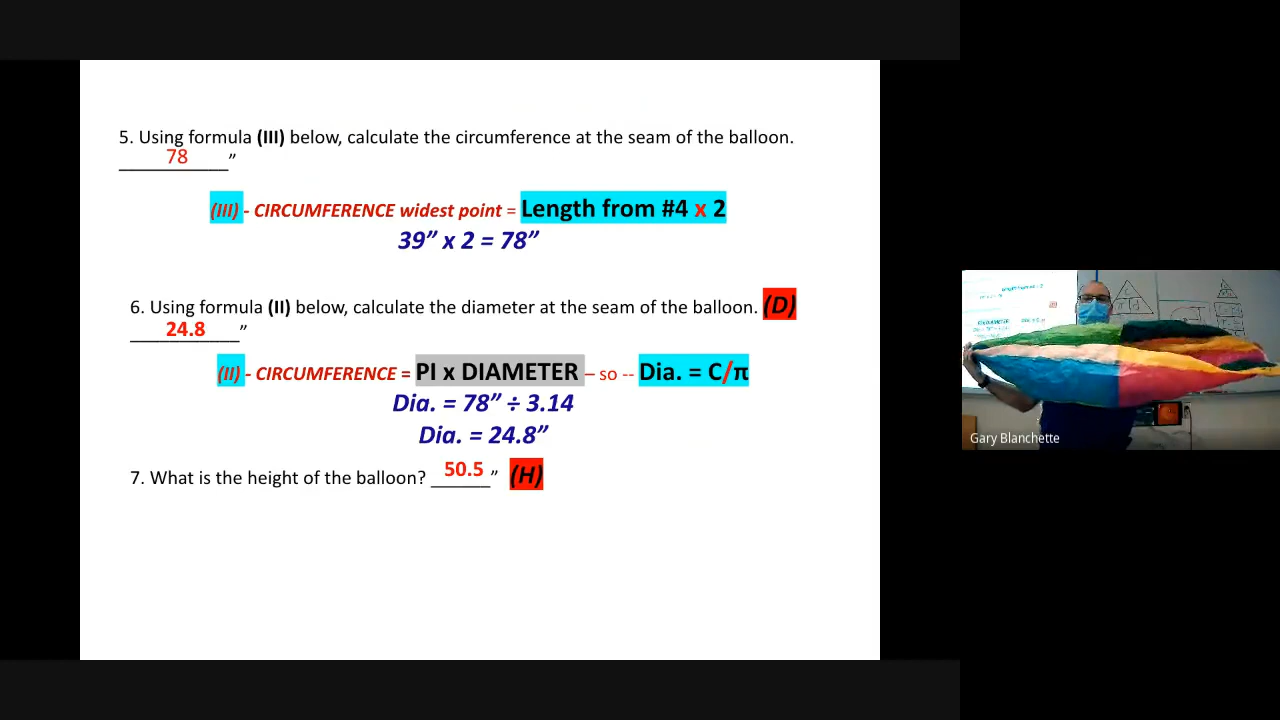 5. Using formula (III) below, calculate the circumference at the seam of the balloon.
___________”
78
(III) - CIRCUMFERENCE widest point = Length from #4 x 2
39” x 2 = 78”
6. Using formula (II) below, calculate the diameter at the seam of the balloon. (D)
___________”
24.8
(II) - CIRCUMFERENCE = PI x DIAMETER – so -- Dia. = C/π
Dia. = 78” ÷ 3.14
Dia. = 24.8”
7. What is the height of the balloon? ______” (H)
50.5
Gary Blanchette